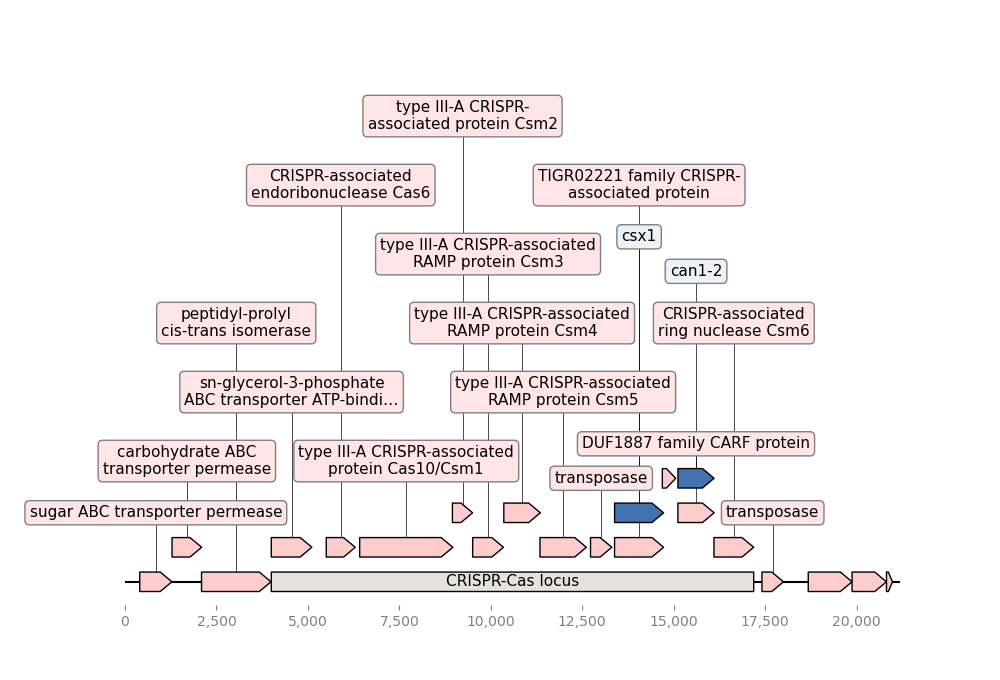 type III-A CRISPR-
associated protein Csm2
CRISPR-associated
endoribonuclease Cas6
TIGR02221 family CRISPR-
associated protein
csx1
type III-A CRISPR-associated
RAMP protein Csm3
can1-2
peptidyl-prolyl
cis-trans isomerase
type III-A CRISPR-associated
RAMP protein Csm4
CRISPR-associated
ring nuclease Csm6
sn-glycerol-3-phosphate
ABC transporter ATP-bindi...
type III-A CRISPR-associated
RAMP protein Csm5
DUF1887 family CARF protein
carbohydrate ABC
transporter permease
type III-A CRISPR-associated
protein Cas10/Csm1
transposase
sugar ABC transporter permease
transposase
CRISPR-Cas locus
0
2,500
5,000
7,500
10,000
12,500
15,000
17,500
20,000